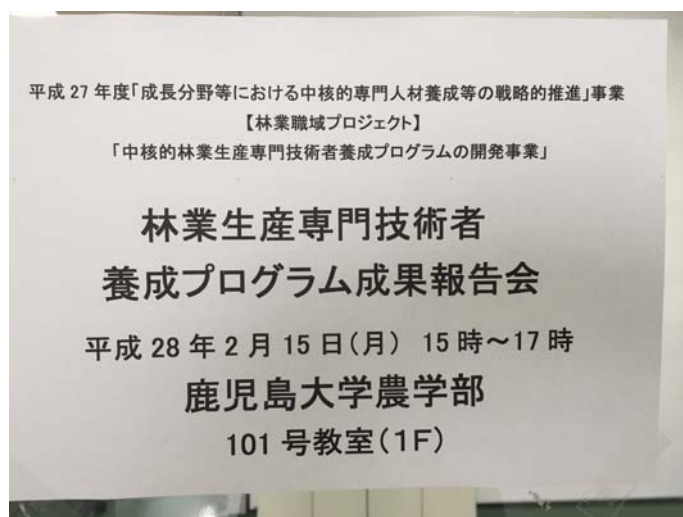 平成 27 年度「成長分野等における中核的専門人材養成等の戦略的推進」事業
【林業職域プロジェクト】
「中核的林業生産専門技術者養成プログラムの開発事業」
林業生産専門技術者
養成プログラム成果報告会
平成 28 年 2 月 15 日(月) 15 時～17 時
鹿児島大学農学部
101 号教室(1F)